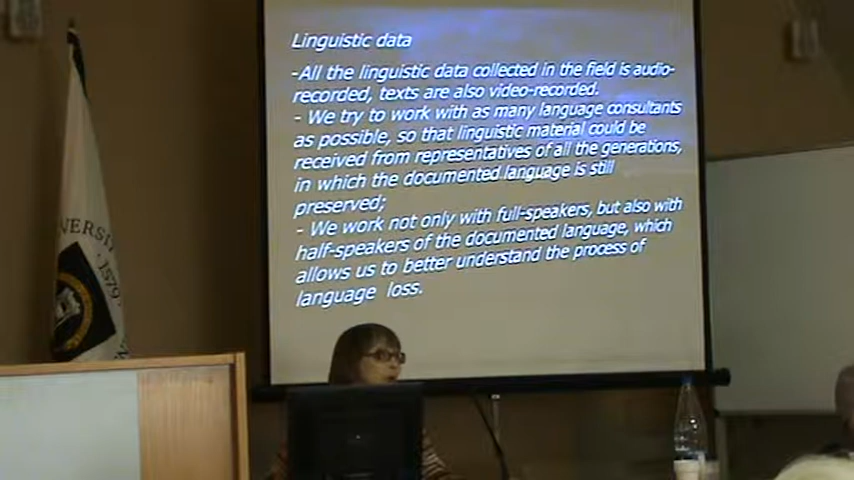 Linguistic data
-All the linguistic data collected in the field is audio-
recorded, texts are also video-recorded.
- We try to work with as many language consultants
as possible, so that linguistic material could be
received from representatives of all the generations,
in which the documented language is still
preserved;
- We work not only with full-speakers, but also with
half-speakers of the documented language, which
allows us to better understand the process of
language loss.
VERSI
1579